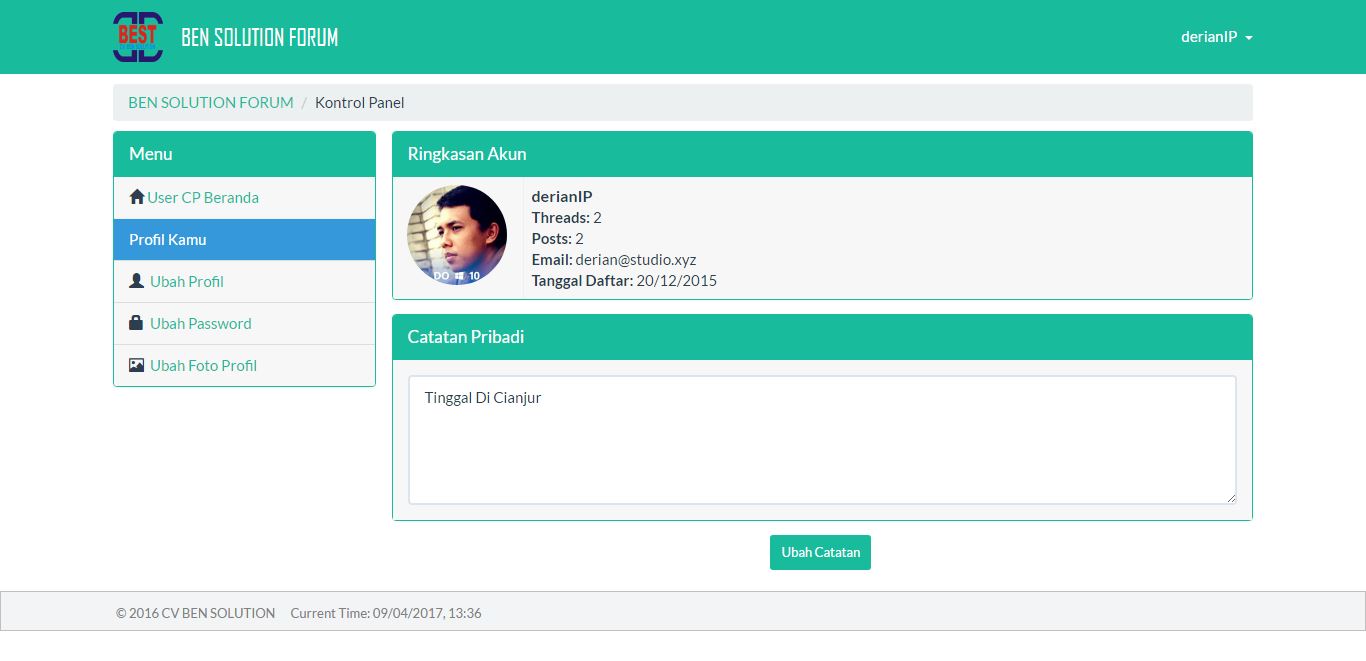 BEST
BEN SOLUTION FORUM
derianIP
BEN SOLUTION FORUM / Kontrol Panel
Menu
User CP Beranda
Profil Kamu
Ubah Profil
Ubah Password
Ubah Foto Profil
Ringkasan Akun
DO 10
derianIP
Threads: 2
Posts: 2
Email: derian@studio.xyz
Tanggal Daftar: 20/12/2015
Catatan Pribadi
Tinggal Di Cianjur
Ubah Catatan
© 2016 CV BEN SOLUTION Current Time: 09/04/2017, 13:36